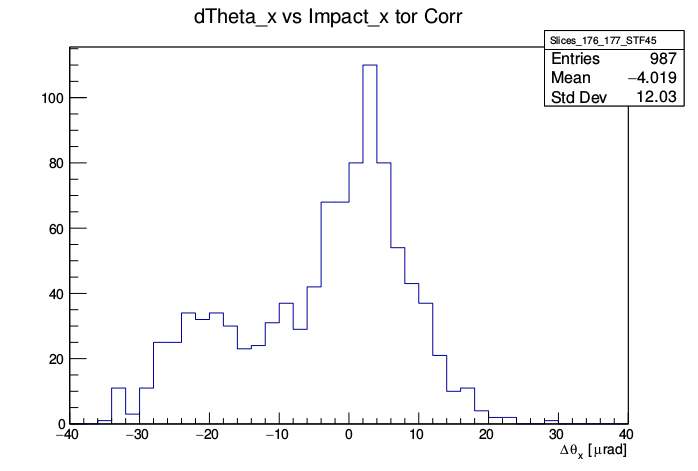 dTheta_x vs Impact_x tor Corr
Slices_176_177_STF45
Entries 987
Mean −4.019
Std Dev 12.03
100
80
60
40
20
0
−40 −30 −20 −10 0 10 20 30 40
Δθx [μrad]